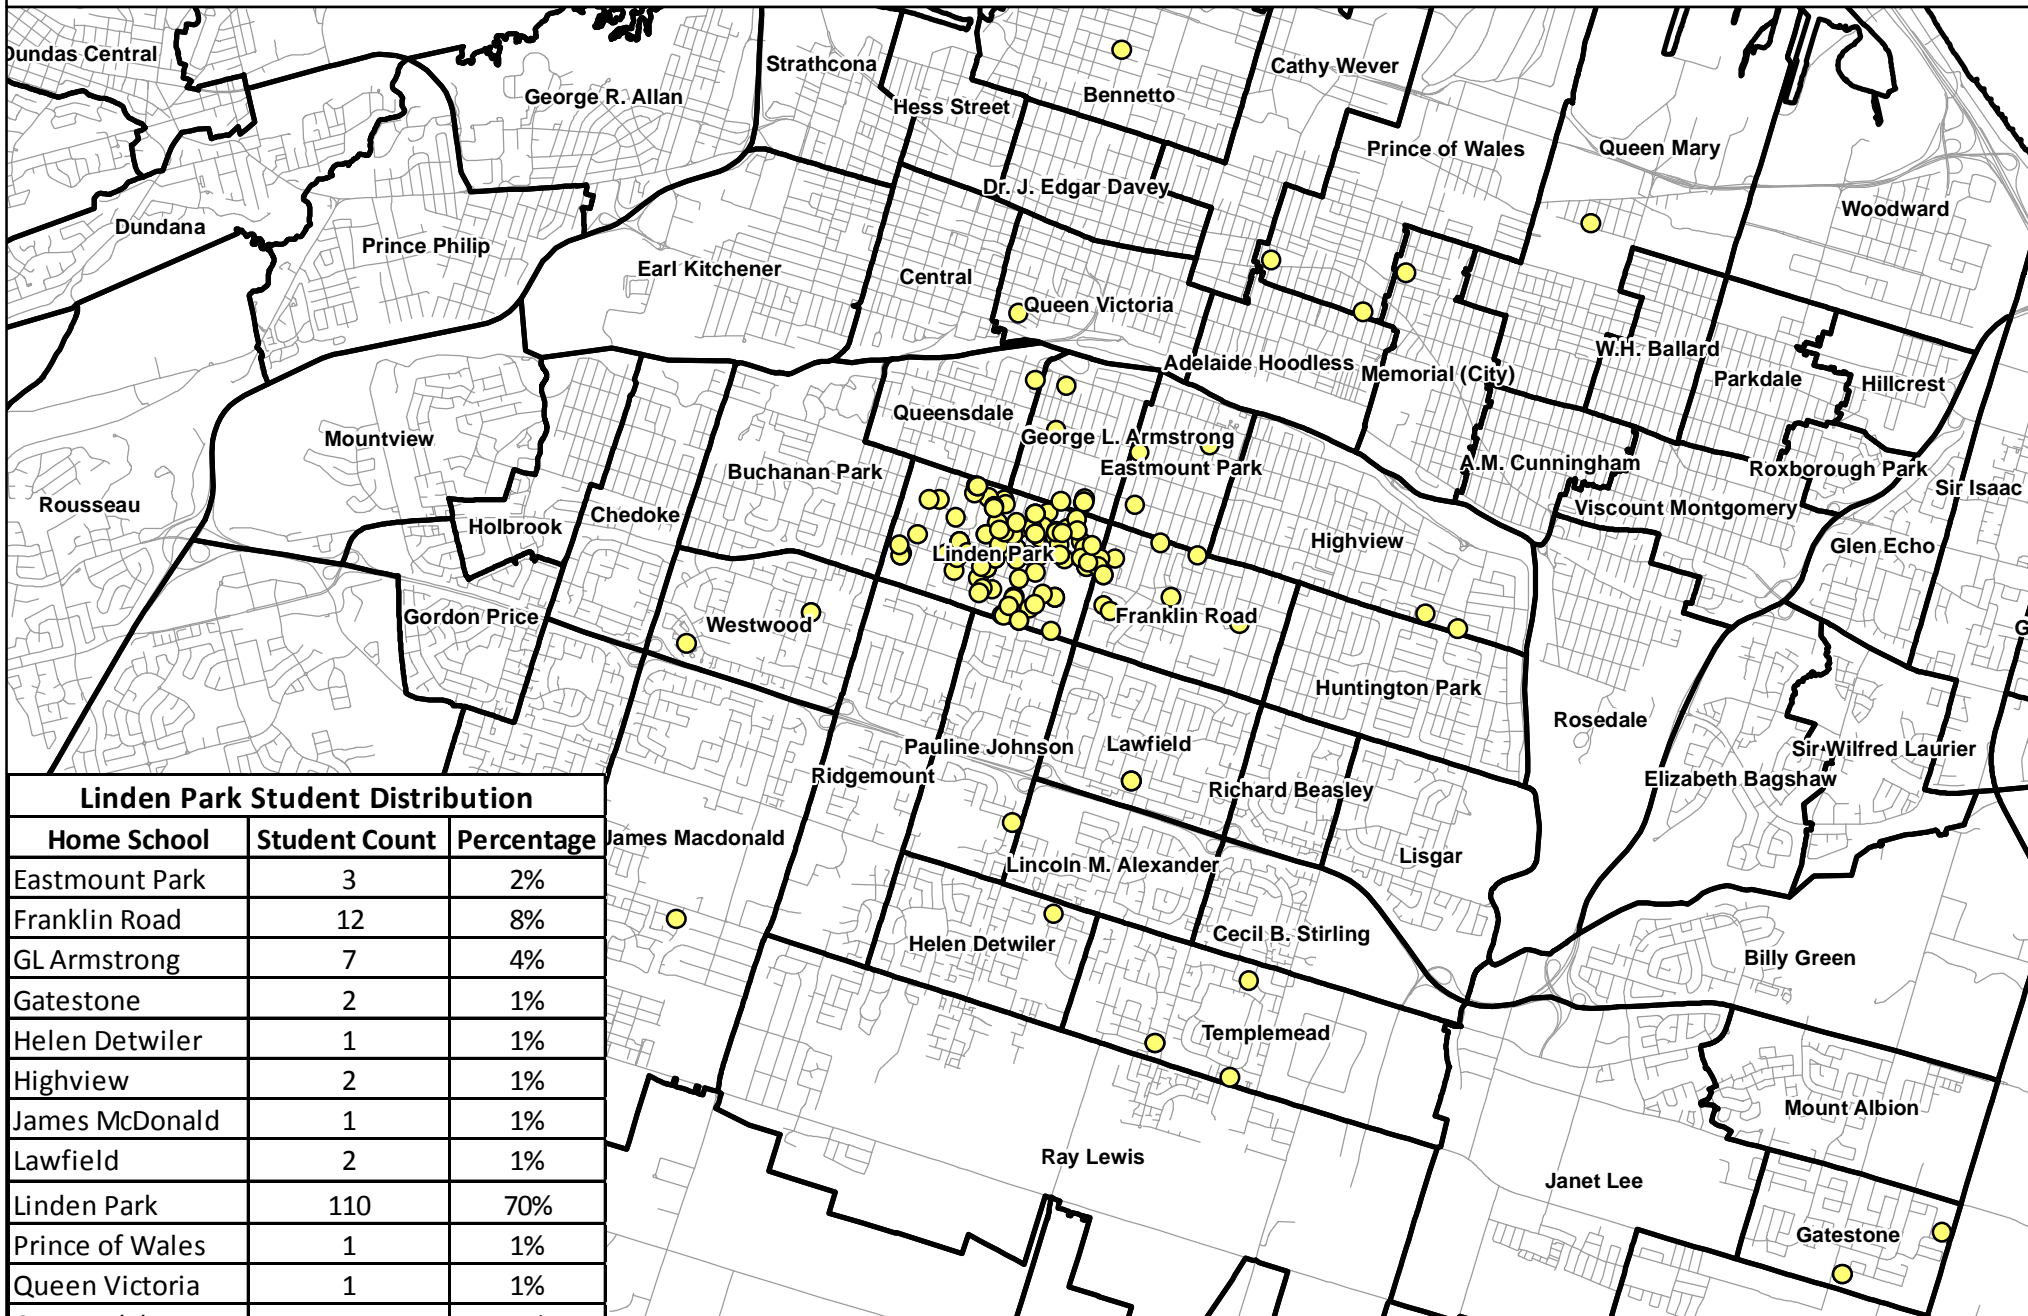 Dundas Central
George R. Allan
Strathcona
Hess Street
Bennetto
Cathy Wever
Prince of Wales
Queen Mary
Woodward
Dundana
Prince Philip
Earl Kitchener
Central
Dr. J. Edgar Davey
Queen Victoria
Adelaide Hoodless
Memorial (City)
W.H. Ballard
Parkdale
Hillcrest
Mountview
Queensdale
George L. Armstrong
Eastmount Park
Buchanan Park
A.M. Cunningham
Roxborough Park
Sir Isaac
Rousseau
Holbrook
Chedoke
Viscount Montgomery
Highview
Glen Echo
Linden Park
Gordon Price
Westwood
Franklin Road
G
Huntington Park
Rosedale
Pauline Johnson
Lawfield
Sir Wilfred Laurier
Ridgemount
Richard Beasley
Elizabeth Bagshaw
James Macdonald
Lincoln M. Alexander
Lisgar
Helen Detwiler
Cecil B. Stirling
Billy Green
Templemead
Mount Albion
Ray Lewis
Janet Lee
Gatestone
Linden Park Student Distribution
Home School Student Count Percentage
Eastmount Park 3 2%
Franklin Road 12 8%
GL Armstrong 7 4%
Gatestone 2 1%
Helen Detwiler 1 1%
Highview 2 1%
James McDonald 1 1%
Lawfield 2 1%
Linden Park 110 70%
Prince of Wales 1 1%
Queen Victoria 1 1%